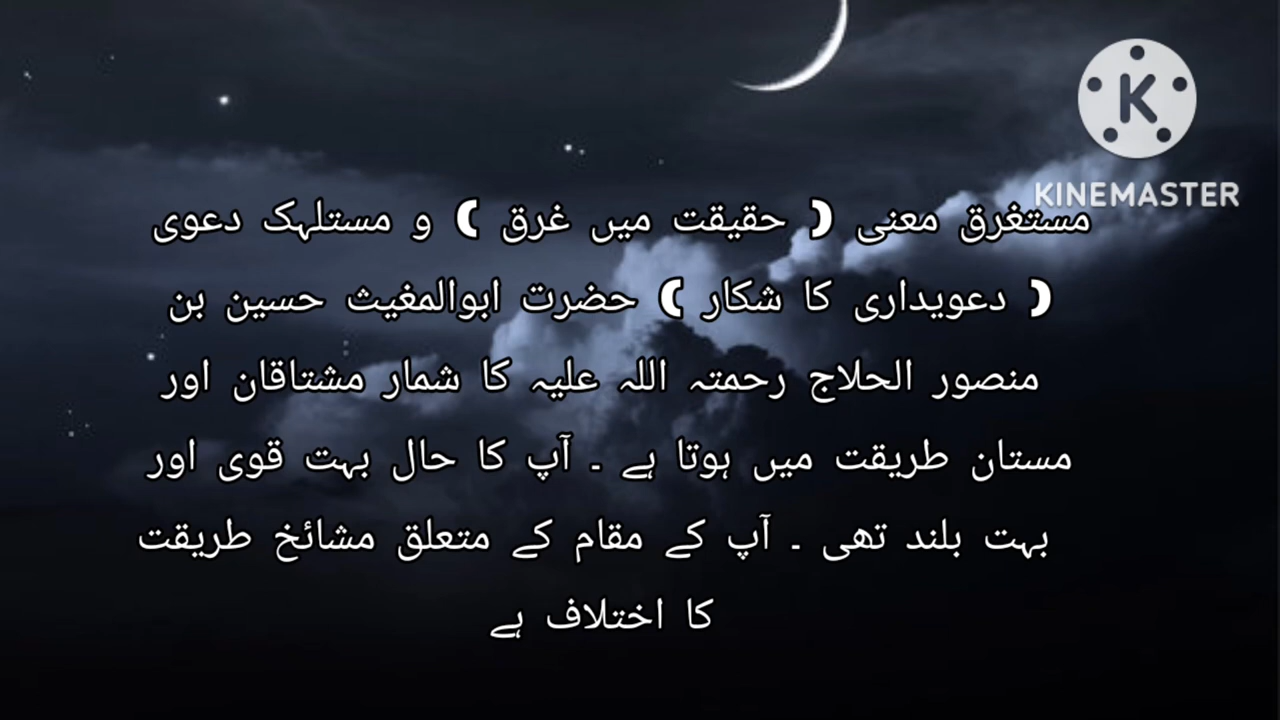 KINEMASTER
مستغرق معنی ( حقیقت میں غرق ) و مستلہک دعوی
( دعویداری کا شکار ) حضرت ابوالمغیث حسین بن
منصور الحلاج رحمتہ اللہ علیہ کا شمار مشتاقان اور
مستان طریقت میں ہوتا ہے ۔ آپ کا حال بہت قوی اور
بہت بلند تھی ۔ آپ کے مقام کے متعلق مشائخ طریقت
کا اختلاف ہے